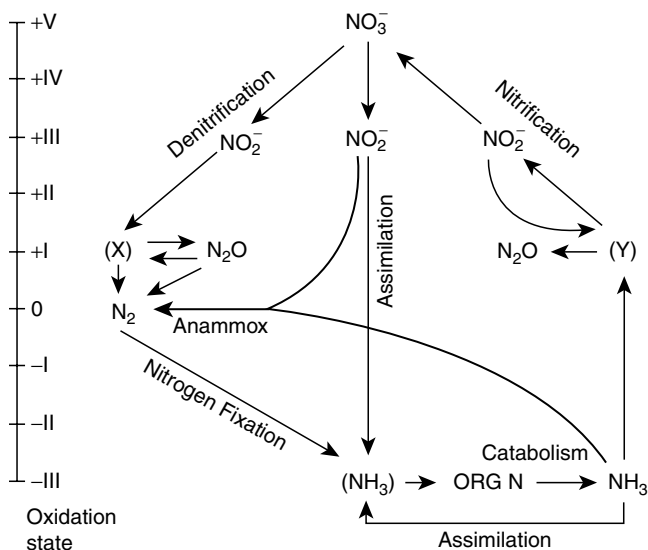 +V
NO₃⁻
+IV
Denitrification
Nitrification
+III
NO₂⁻
NO₂⁻
NO₂⁻
+II
Assimilation
+I
(X)
N₂O
N₂O
(Y)
0
N₂
Anammox
–I
Nitrogen Fixation
–II
Catabolism
–III
(NH₃)
ORG N
NH₃
Oxidation
state
Assimilation